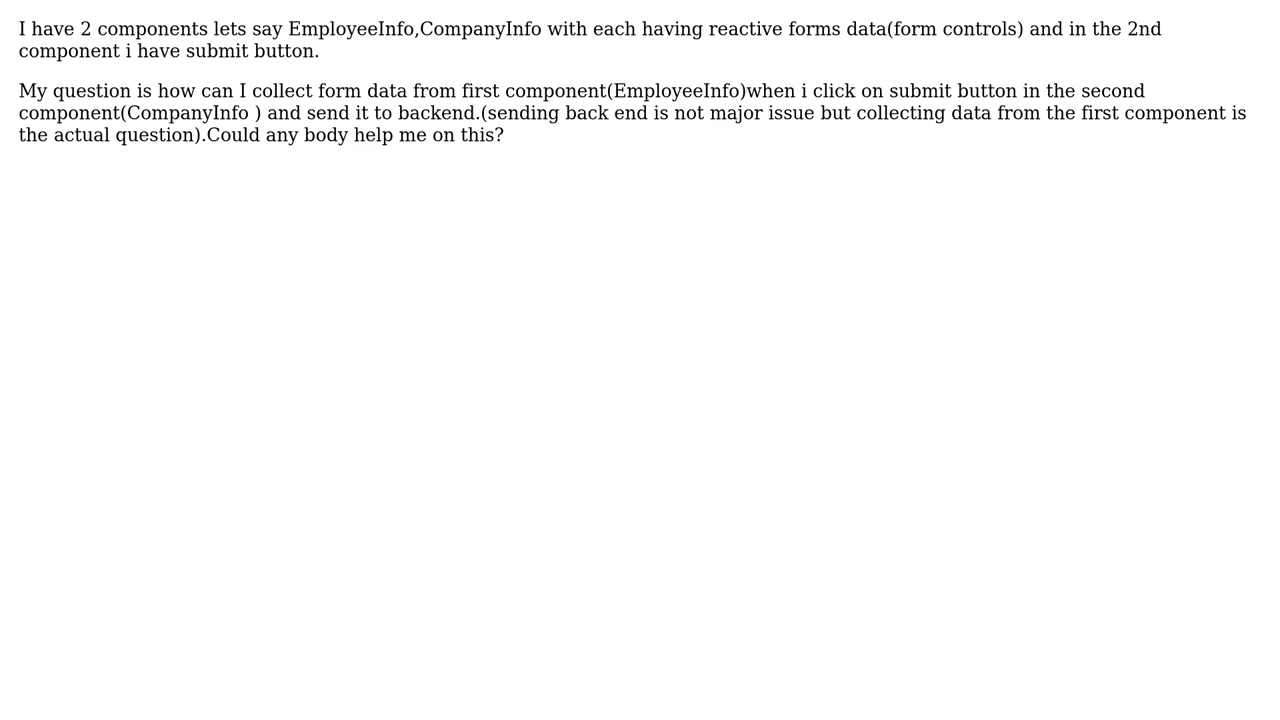 I have 2 components lets say EmployeeInfo,CompanyInfo with each having reactive forms data(form controls) and in the 2nd
component i have submit button.
My question is how can I collect form data from first component(EmployeeInfo)when i click on submit button in the second
component(CompanyInfo ) and send it to backend.(sending back end is not major issue but collecting data from the first component is
the actual question).Could any body help me on this?